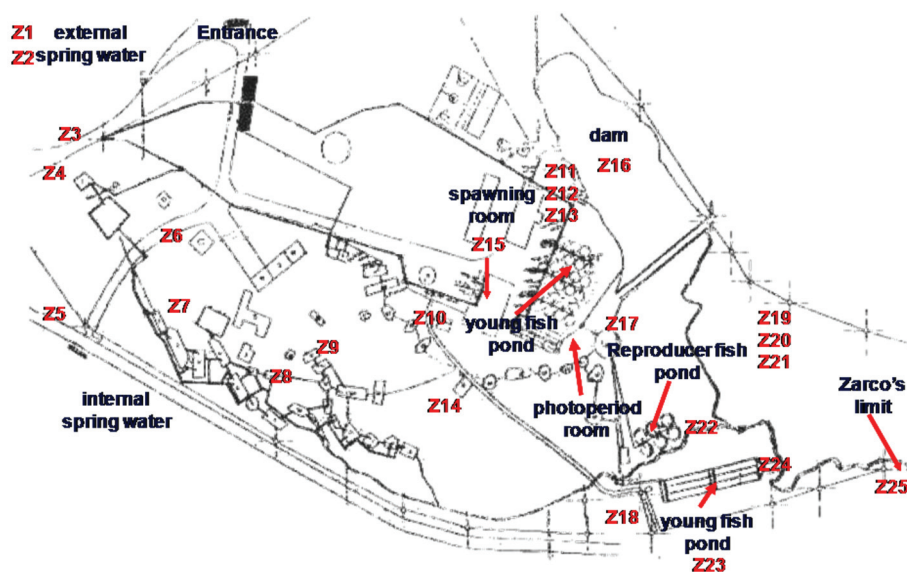 Z1 external
Z2 spring water
Entrance
Z3
Z4
dam
Z16
Z11
Z12
Z13
spawning
room
Z15
Z6
Z5
Z7
Z10
young fish
pond
Z17
Z19
Z20
Z21
Z9
Z8
Reproducer fish
pond
Zarco's
limit
internal
spring water
Z14
photoperiod
room
Z22
Z24
Z25
Z18
young fish
pond
Z23